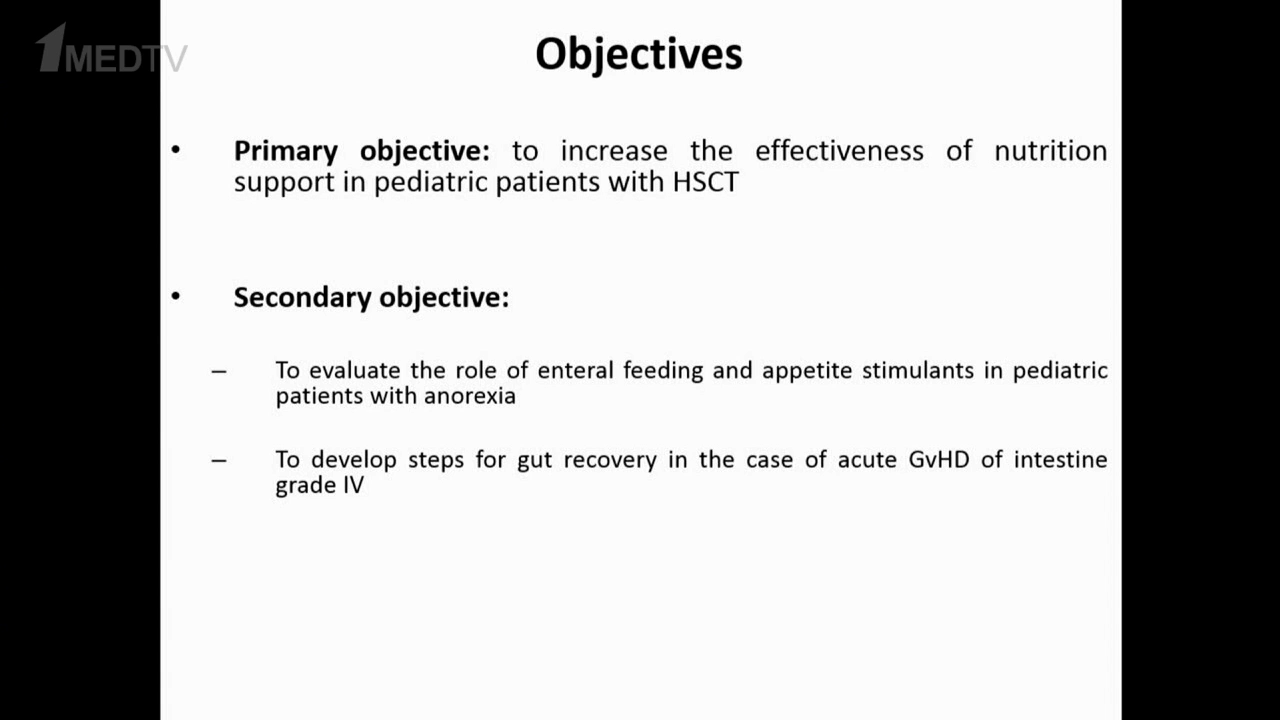 1MEDTV
Objectives
• Primary objective: to increase the effectiveness of nutrition
support in pediatric patients with HSCT
• Secondary objective:
– To evaluate the role of enteral feeding and appetite stimulants in pediatric
patients with anorexia
– To develop steps for gut recovery in the case of acute GvHD of intestine
grade IV